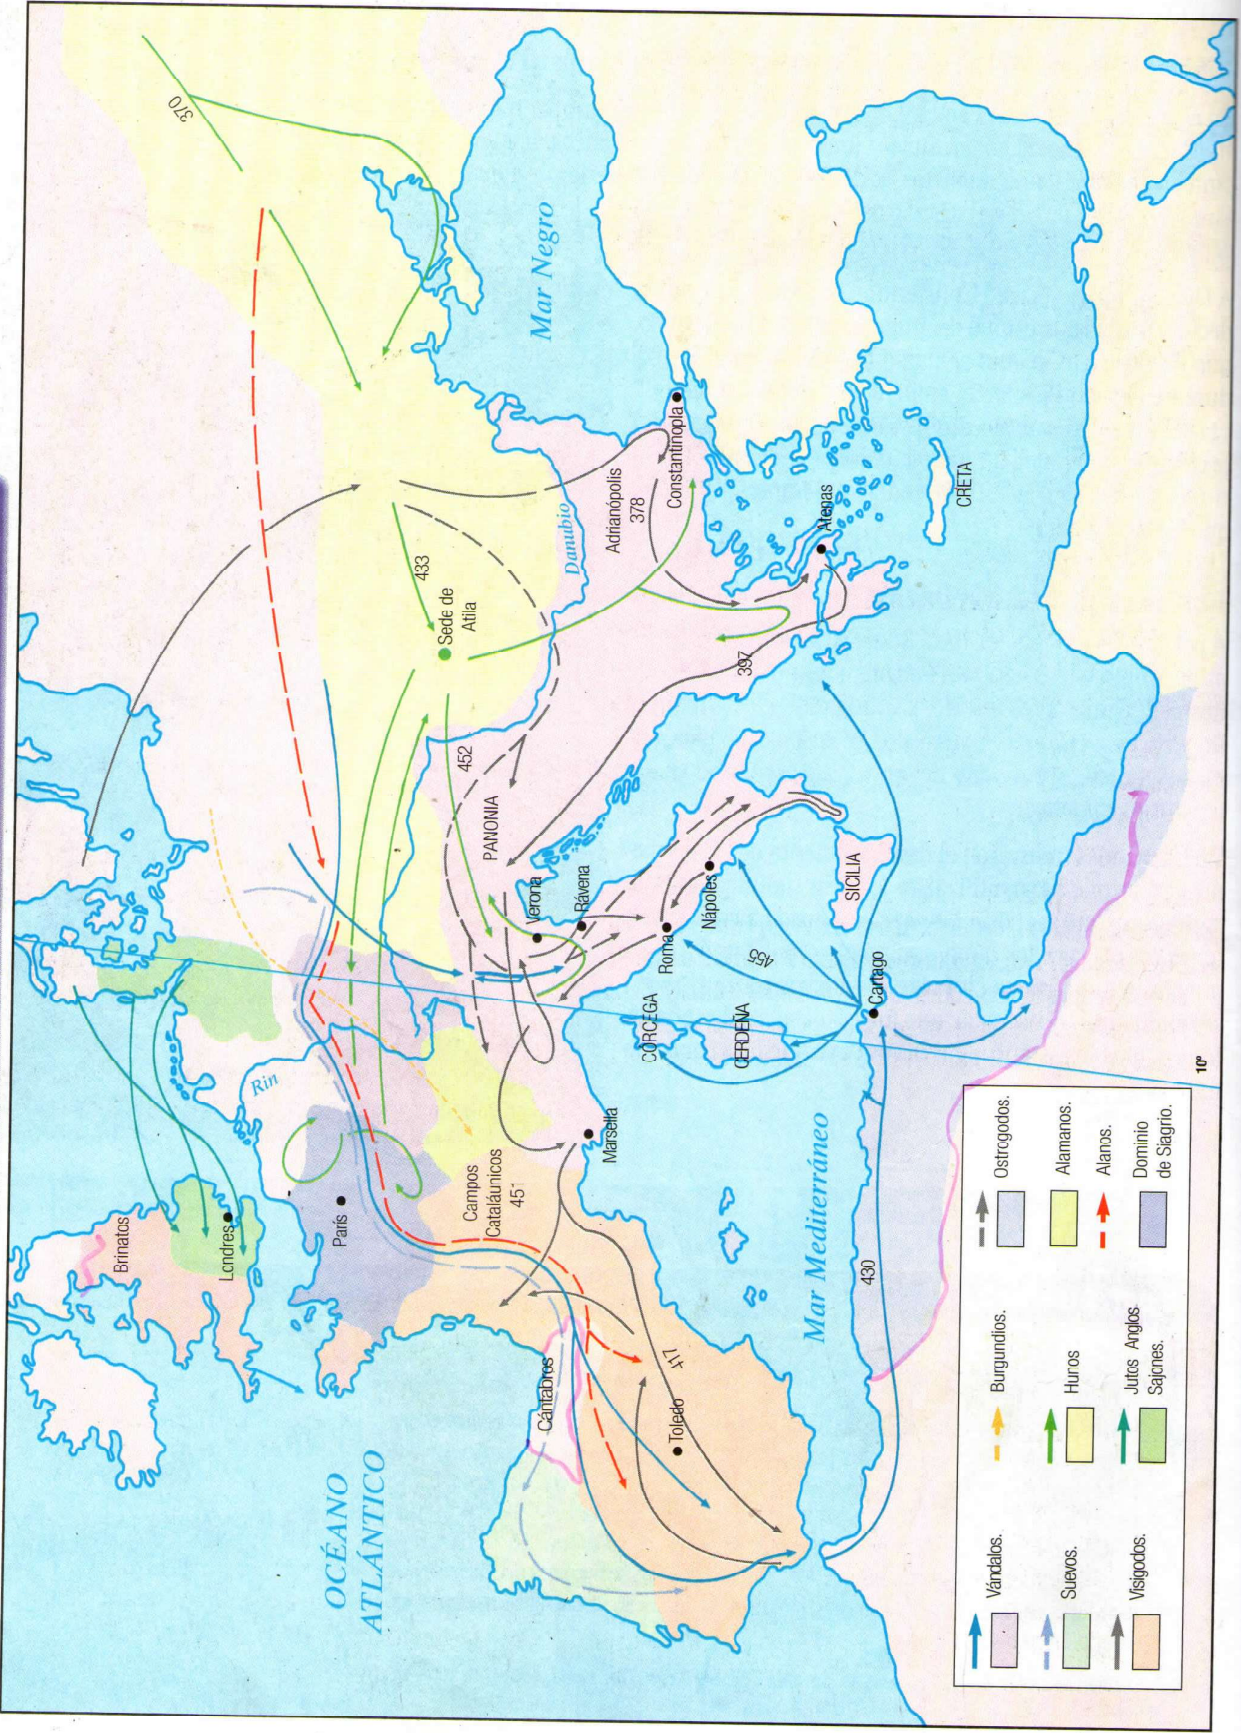 OCÉANO
ATLÁNTICO
Brinatos
Londres
París
Rin
Cántabros
Toledo
417
Campos
Cataláunicos
451
Marsella
CÓRCEGA
CERDEÑA
Verona
Ravena
Roma
Nápoles
SICILIA
455
Cartago
430
Mar Mediterráneo
PANONIA
452
Sede de
Atila
433
370
Danubio
Adrianópolis
378
Constantinopla
Mar Negro
397
Atenas
CRETA
10º
Vándalos.
Suevos.
Visigodos.
Burgundios.
Hunos
Jutos Anglos
Sajones.
Ostrogodos.
Alamanos.
Alanos.
Dominio
de Siagrio.